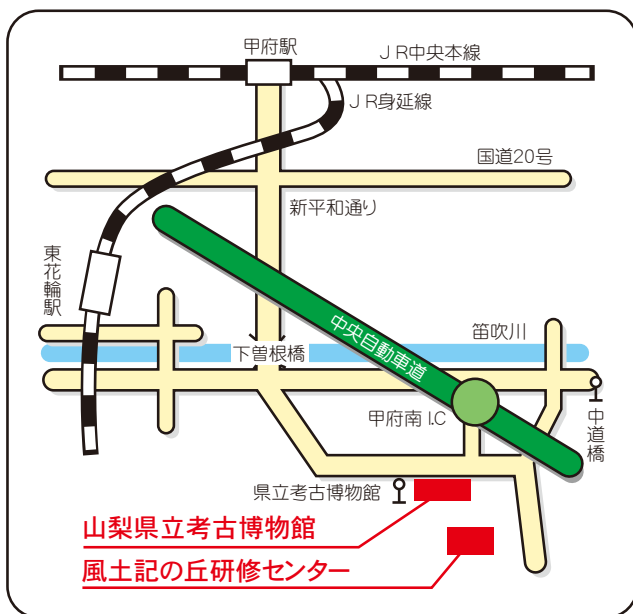 甲府駅
JR中央本線
JR身延線
国道20号
新平和通り
東花輪駅
中央自動車道
笛吹川
下曽根橋
甲府南I.C
中道橋
県立考古博物館
山梨県立考古博物館
風土記の丘研修センター